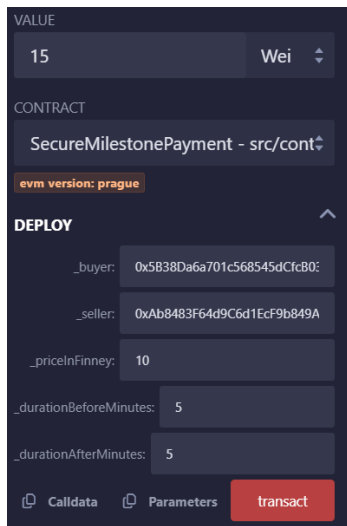 VALUE
15 Wei
CONTRACT
SecureMilestonePayment - src/cont
evm version: prague
DEPLOY
_buyer: 0x5B38Da6a701c568545dCfcB03
_seller: 0xAb8483F64d9C6d1EcF9b849A
_priceInFinney: 10
_durationBeforeMinutes: 5
_durationAfterMinutes: 5
Calldata Parameters transact